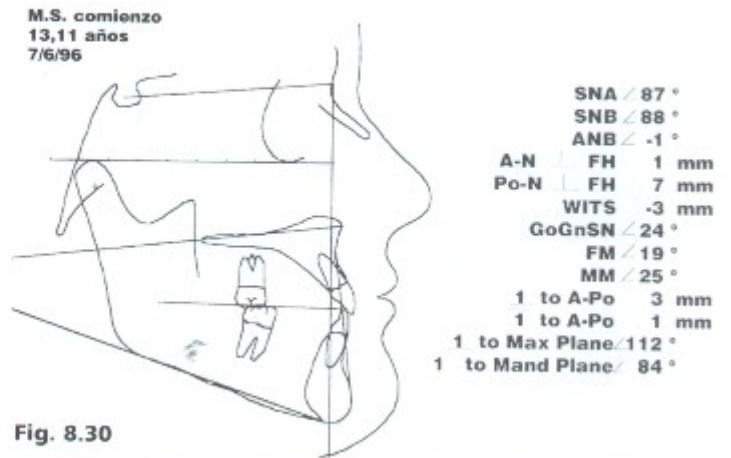 M.S. comienzo
13,11 años
7/6/96
SNA ∠ 87 °
SNB ∠ 88 °
ANB ∠ -1 °
A-N ⊥ FH 1 mm
Po-N ⊥ FH 7 mm
WITS -3 mm
GoGnSN ∠ 24 °
FM ∠ 19 °
MM ∠ 25 °
1 to A-Po 3 mm
1 to A-Po 1 mm
1 to Max Plane ∠ 112 °
1 to Mand Plane ∠ 84 °
Fig. 8.30